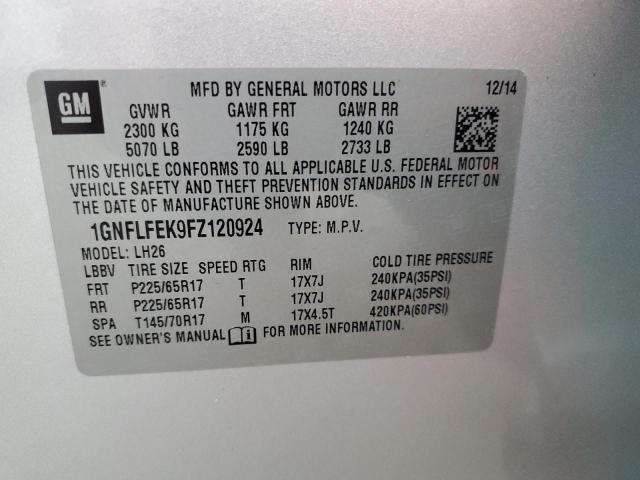 GM
MFD BY GENERAL MOTORS LLC 12/14
GVWR GAWR FRT GAWR RR
2300 KG 1175 KG 1240 KG
5070 LB 2590 LB 2733 LB
THIS VEHICLE CONFORMS TO ALL APPLICABLE U.S. FEDERAL MOTOR
VEHICLE SAFETY AND THEFT PREVENTION STANDARDS IN EFFECT ON
THE DATE OF MANUFACTURE SHOWN ABOVE.
1GNFLFEK9FZ120924 TYPE: M.P.V.
MODEL: LH26
LBBV TIRE SIZE SPEED RTG RIM COLD TIRE PRESSURE
FRT P225/65R17 T 17X7J 240KPA(35PSI)
RR P225/65R17 T 17X7J 240KPA(35PSI)
SPA T145/70R17 M 17X4.5T 420KPA(60PSI)
SEE OWNER'S MANUAL FOR MORE INFORMATION.